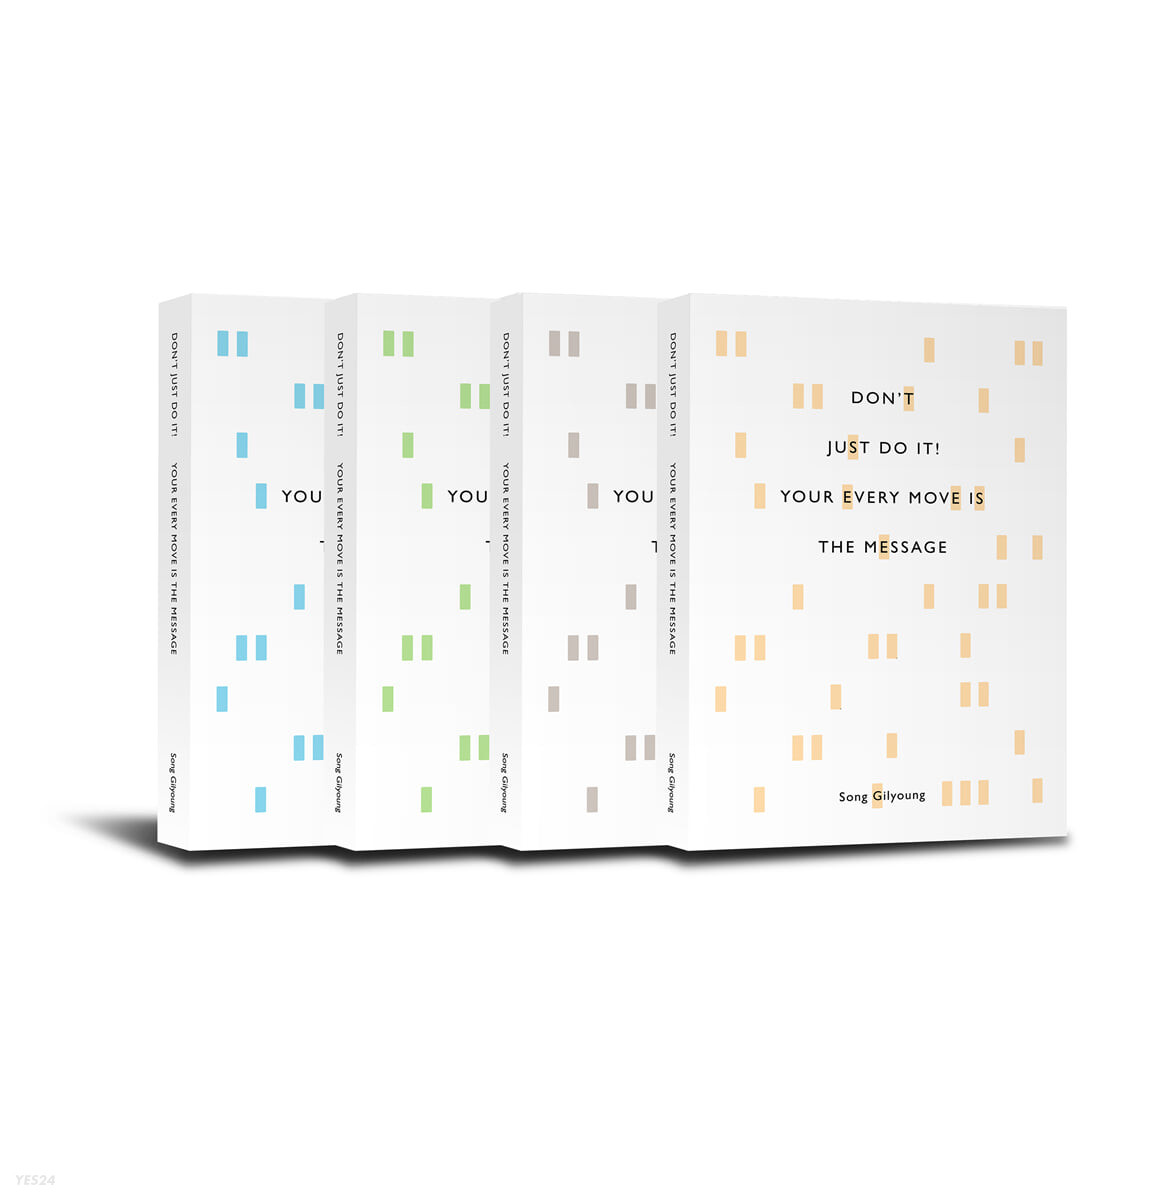 DON'T JUST DO IT! YOUR EVERY MOVE IS THE MESSAGE Song Gilyoung
YOU
T
DON'T JUST DO IT! YOUR EVERY MOVE IS THE MESSAGE Song Gilyoung
YOU
T
DON'T JUST DO IT! YOUR EVERY MOVE IS THE MESSAGE Song Gilyoung
YOU
T
DON'T JUST DO IT! YOUR EVERY MOVE IS THE MESSAGE Song Gilyoung
DON'T
JUST DO IT!
YOUR EVERY MOVE IS
THE MESSAGE
Song Gilyoung
YES24